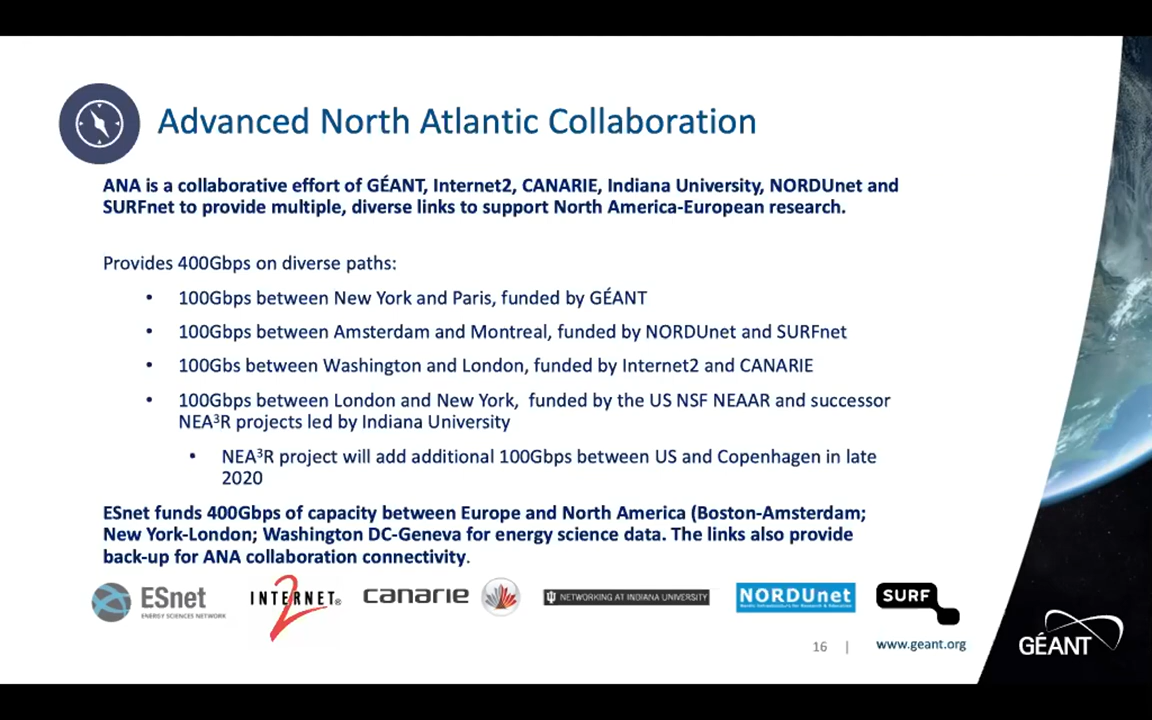 Advanced North Atlantic Collaboration
ANA is a collaborative effort of GÉANT, Internet2, CANARIE, Indiana University, NORDUnet and
SURFnet to provide multiple, diverse links to support North America-European research.
Provides 400Gbps on diverse paths:
• 100Gbps between New York and Paris, funded by GÉANT
• 100Gbps between Amsterdam and Montreal, funded by NORDUnet and SURFnet
• 100Gbs between Washington and London, funded by Internet2 and CANARIE
• 100Gbps between London and New York, funded by the US NSF NEAAR and successor
NEA³R projects led by Indiana University
• NEA³R project will add additional 100Gbps between US and Copenhagen in late
2020
ESnet funds 400Gbps of capacity between Europe and North America (Boston-Amsterdam;
New York-London; Washington DC-Geneva for energy science data. The links also provide
back-up for ANA collaboration connectivity.
ESnet
ENERGY SCIENCES NETWORK
INTERNET®
2
canarie
NETWORKING AT INDIANA UNIVERSITY
NORDUnet
Nordic Infrastructure for Research & Education
SURF
16 |
www.geant.org
GÉANT